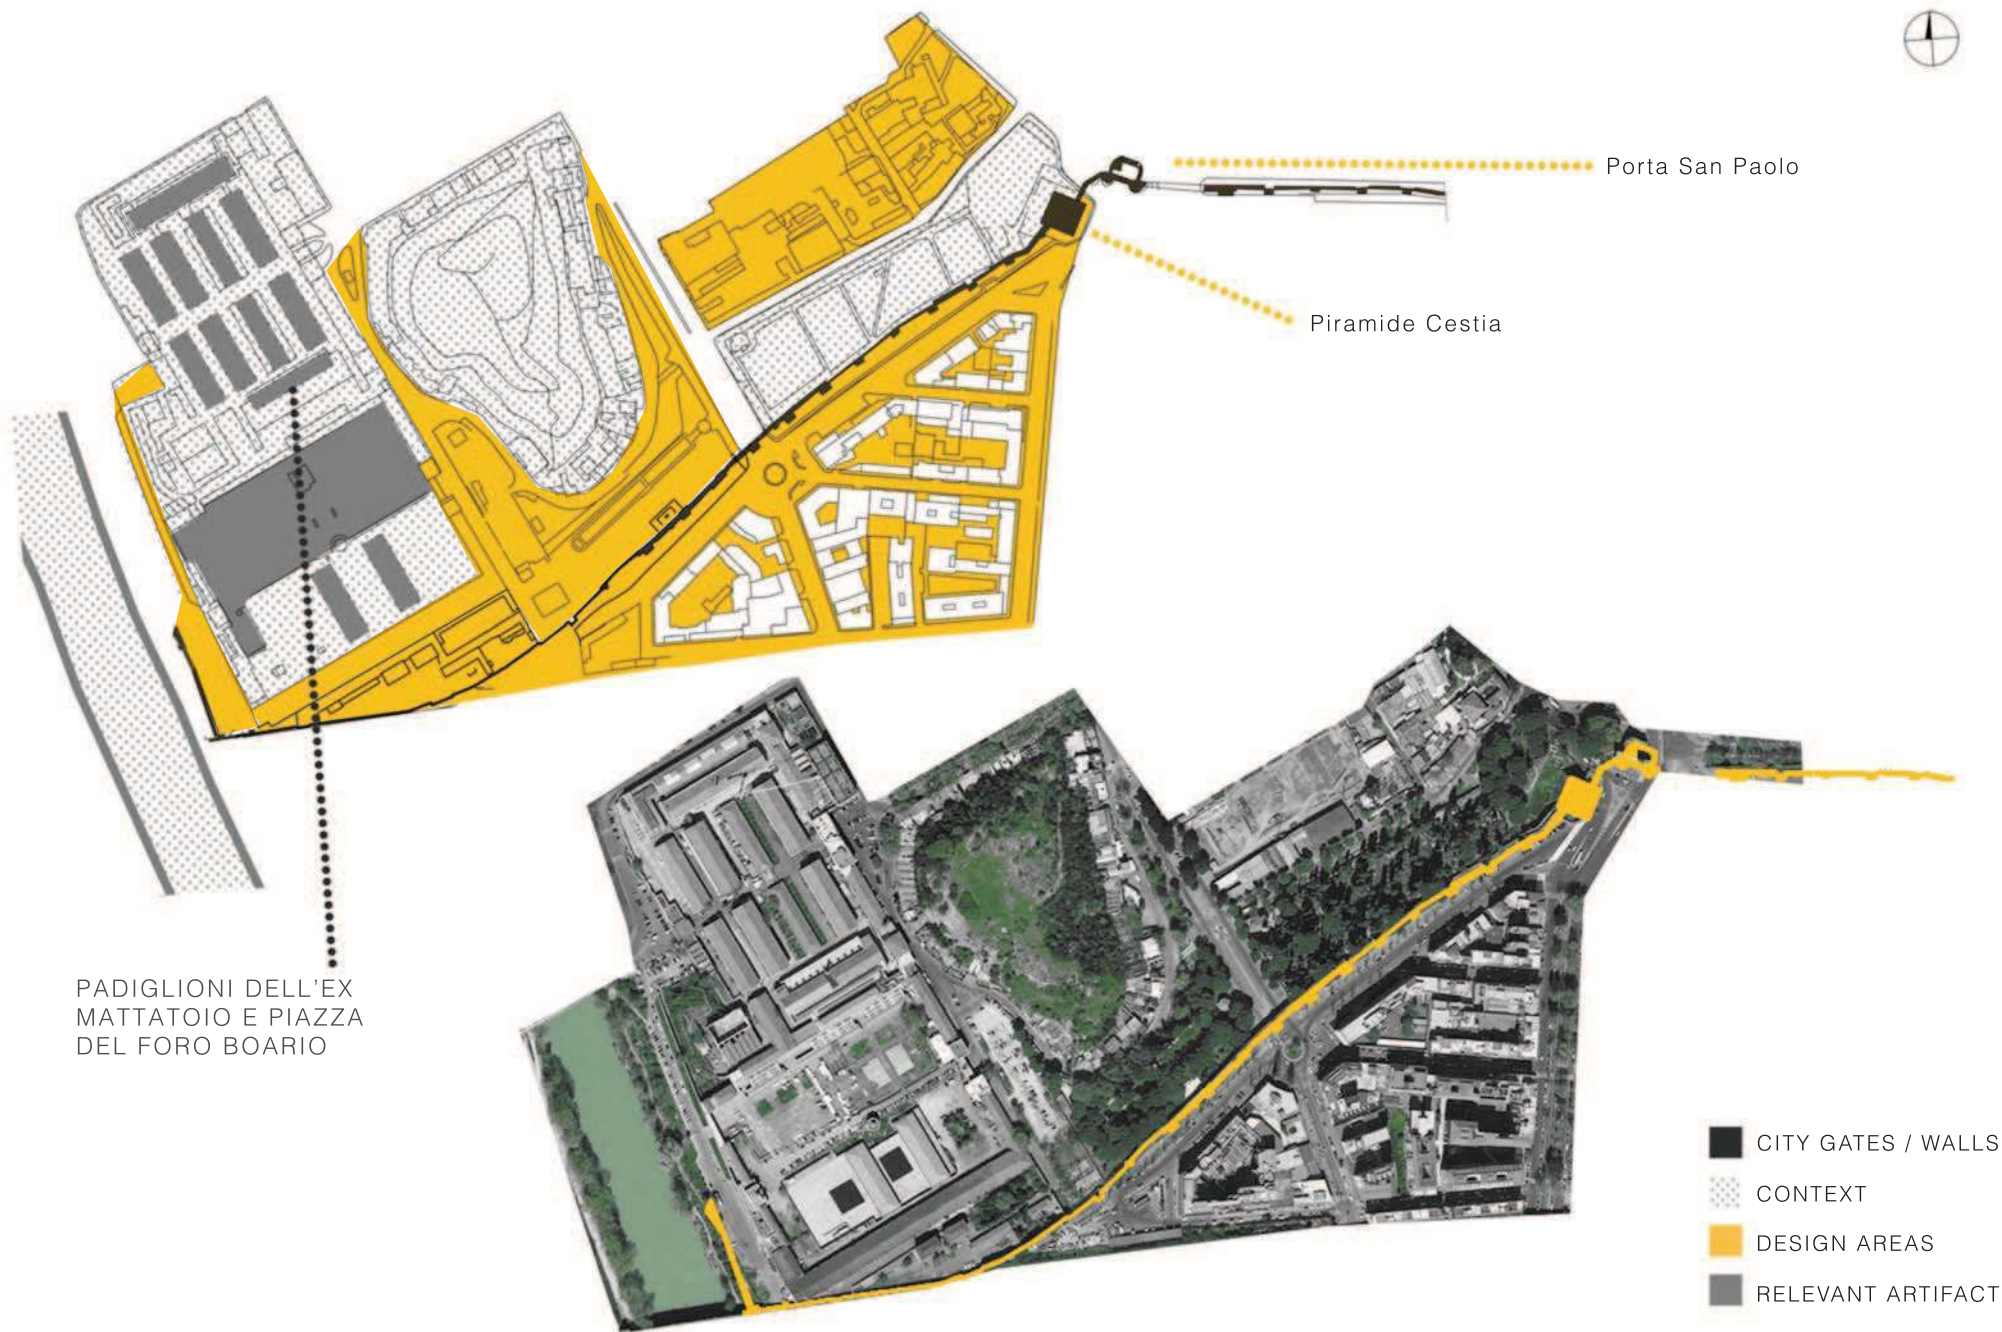 Porta San Paolo
Piramide Cestia
PADIGLIONI DELL'EX
MATTATOIO E PIAZZA
DEL FORO BOARIO
CITY GATES / WALLS
CONTEXT
DESIGN AREAS
RELEVANT ARTIFACT